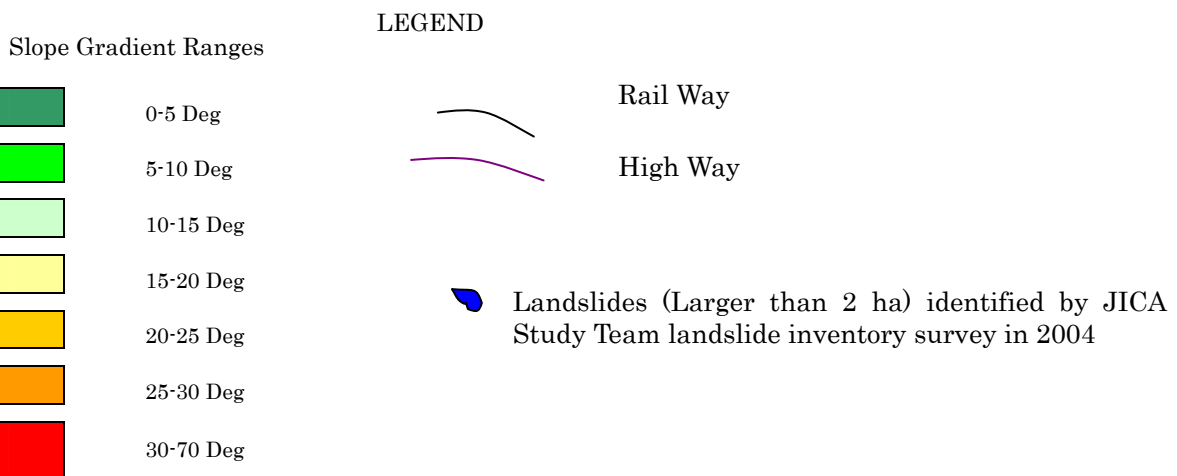 LEGEND
Slope Gradient Ranges
0-5 Deg
5-10 Deg
10-15 Deg
15-20 Deg
20-25 Deg
25-30 Deg
30-70 Deg
Rail Way
High Way
Landslides (Larger than 2 ha) identified by JICA
Study Team landslide inventory survey in 2004